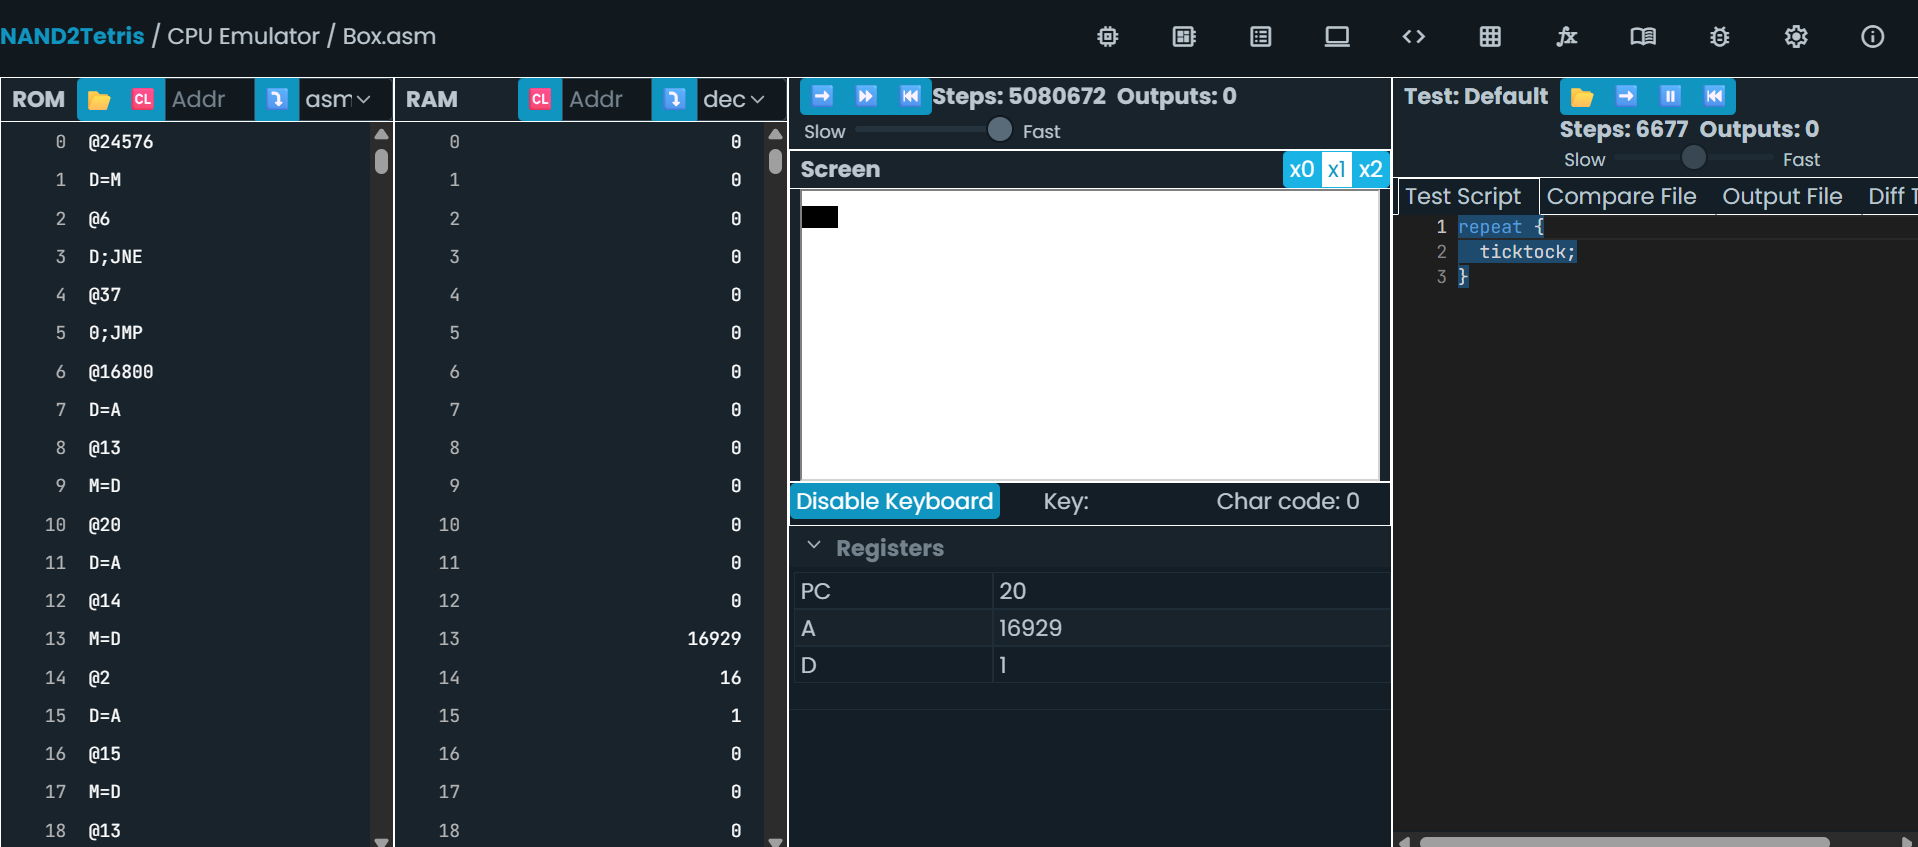 NAND2Tetris / CPU Emulator / Box.asm
ROM CL Addr asm
0 @24576
1 D=M
2 @6
3 D;JNE
4 @37
5 0;JMP
6 @16800
7 D=A
8 @13
9 M=D
10 @20
11 D=A
12 @14
13 M=D
14 @2
15 D=A
16 @15
17 M=D
18 @13
RAM CL Addr dec
0 0
1 0
2 0
3 0
4 0
5 0
6 0
7 0
8 0
9 0
10 0
11 0
12 0
13 16929
14 16
15 1
16 0
17 0
18 0
Steps: 5080672 Outputs: 0
Slow Fast
Screen x0 x1 x2
Disable Keyboard Key: Char code: 0
Registers
PC 20
A 16929
D 1
Test: Default
Steps: 6677 Outputs: 0
Slow Fast
Test Script Compare File Output File Diff T
1 repeat {
2 ticktock;
3 }